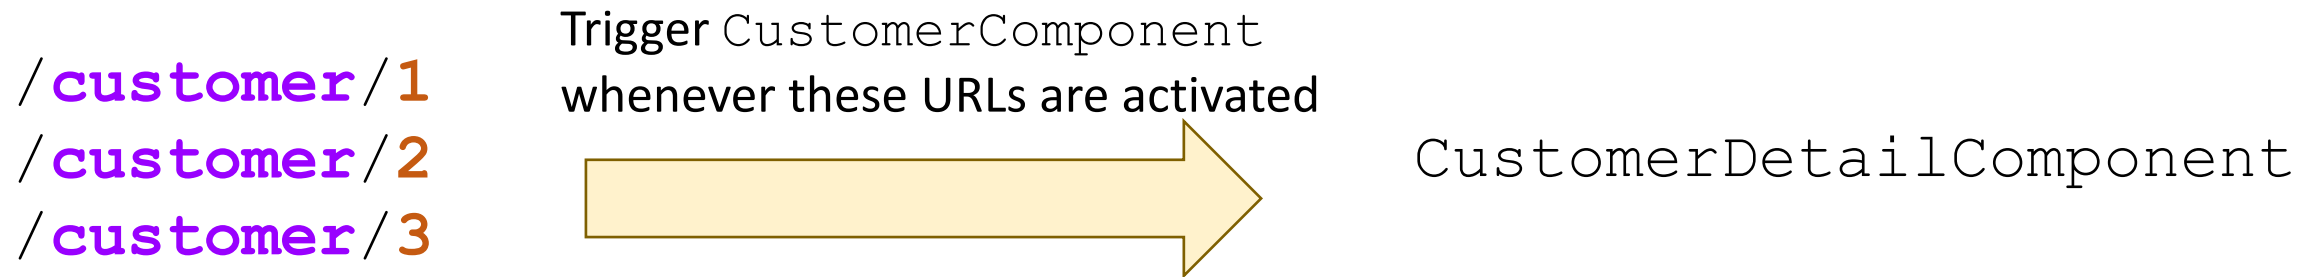 /customer/1
/customer/2
/customer/3
Trigger CustomerComponent
whenever these URLs are activated
CustomerDetailComponent